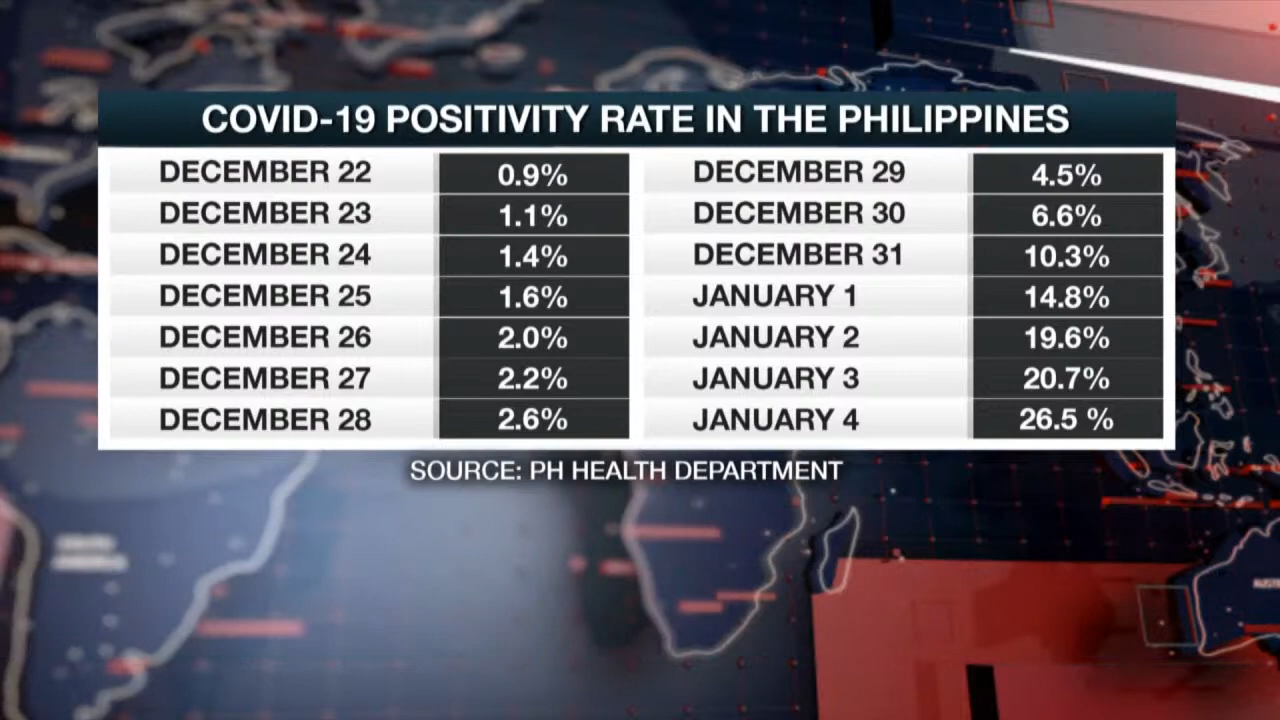 COVID-19 POSITIVITY RATE IN THE PHILIPPINES
DECEMBER 22 0.9%
DECEMBER 23 1.1%
DECEMBER 24 1.4%
DECEMBER 25 1.6%
DECEMBER 26 2.0%
DECEMBER 27 2.2%
DECEMBER 28 2.6%
DECEMBER 29 4.5%
DECEMBER 30 6.6%
DECEMBER 31 10.3%
JANUARY 1 14.8%
JANUARY 2 19.6%
JANUARY 3 20.7%
JANUARY 4 26.5 %
SOURCE: PH HEALTH DEPARTMENT